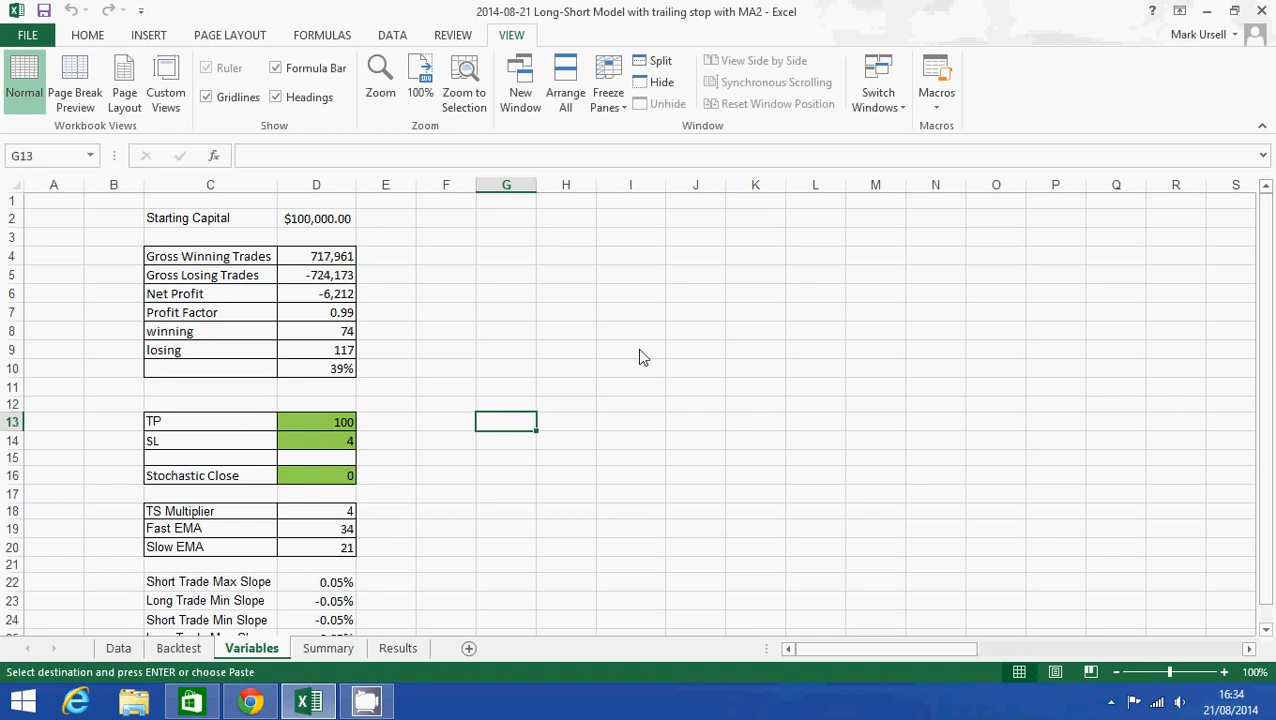 2014-08-21 Long-Short Model with trailing stop with MA2 - Excel
FILE HOME INSERT PAGE LAYOUT FORMULAS DATA REVIEW VIEW Mark Ursell
Normal Page Break Preview Page Layout Custom Views
Ruler Formula Bar
Gridlines Headings
Zoom 100% Zoom to Selection
New Window Arrange All Freeze Panes
Split
Hide
Unhide
View Side by Side
Synchronous Scrolling
Reset Window Position
Switch Windows Macros
Workbook Views Show Zoom Window Macros
G13 fx
A B C D E F G H I J K L M N O P Q R S
1
2 Starting Capital $100,000.00
3
4 Gross Winning Trades 717,961
5 Gross Losing Trades -724,173
6 Net Profit -6,212
7 Profit Factor 0.99
8 winning 74
9 losing 117
10 39%
11
12
13 TP 100
14 SL 4
15
16 Stochastic Close 0
17
18 TS Multiplier 4
19 Fast EMA 34
20 Slow EMA 21
21
22 Short Trade Max Slope 0.05%
23 Long Trade Min Slope -0.05%
24 Short Trade Min Slope -0.05%
Data Backtest Variables Summary Results
Select destination and press ENTER or choose Paste 100%
16:34
21/08/2014